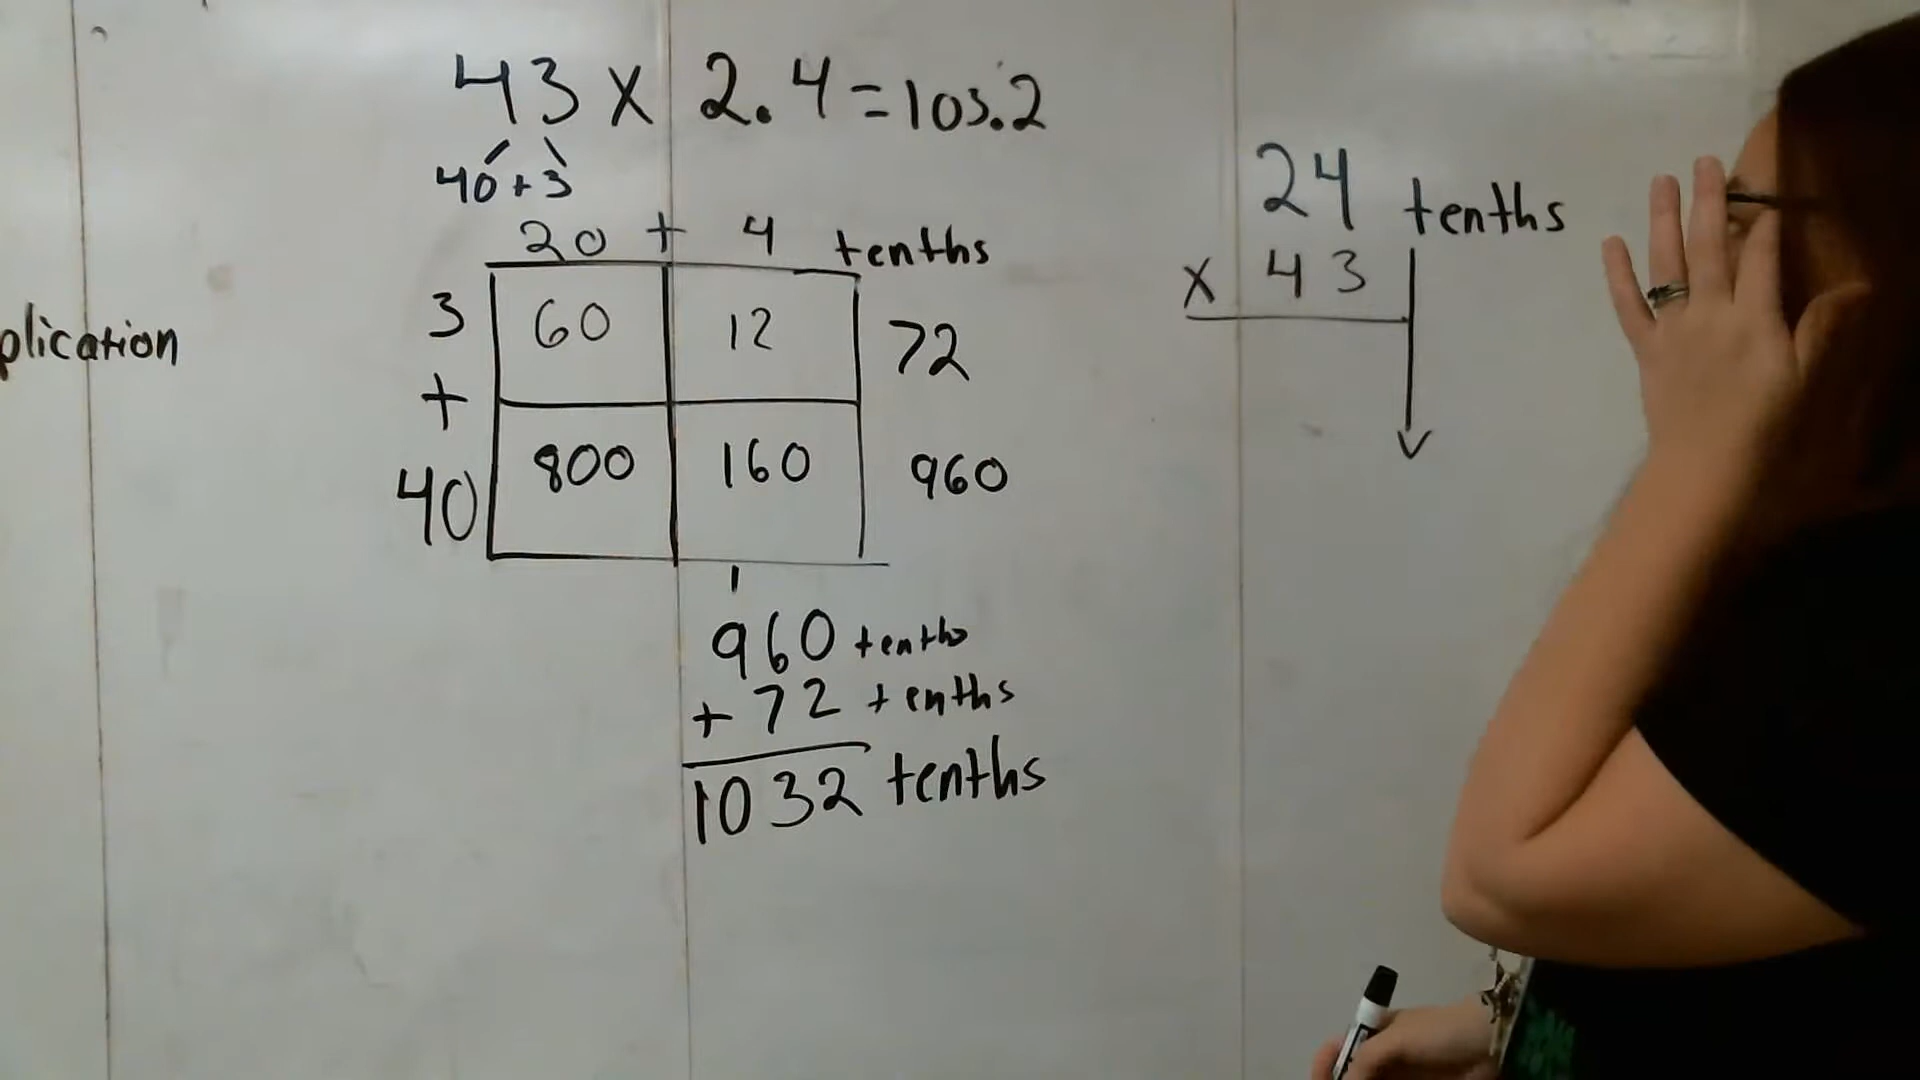 43 x 2.4 = 103.2
40 + 3
20 + 4 tenths
3 60 12 72
+
40 800 160 960
1
960 tenths
+ 72 tenths
1032 tenths
24 tenths
x 43